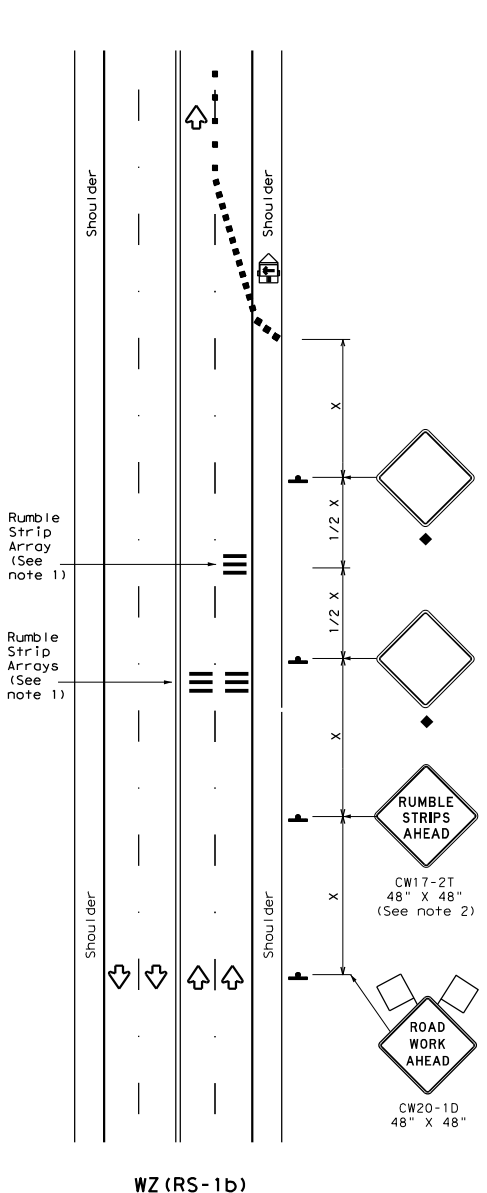 Shoulder
Shoulder
X
1/2 X
Rumble
Strip
Array
(See
note 1)
1/2 X
Rumble
Strip
Arrays
(See
note 1)
X
RUMBLE
STRIPS
AHEAD
CW17-2T
48" X 48"
(See note 2)
X
Shoulder
Shoulder
ROAD
WORK
AHEAD
CW20-1D
48" X 48"
WZ(RS-1b)